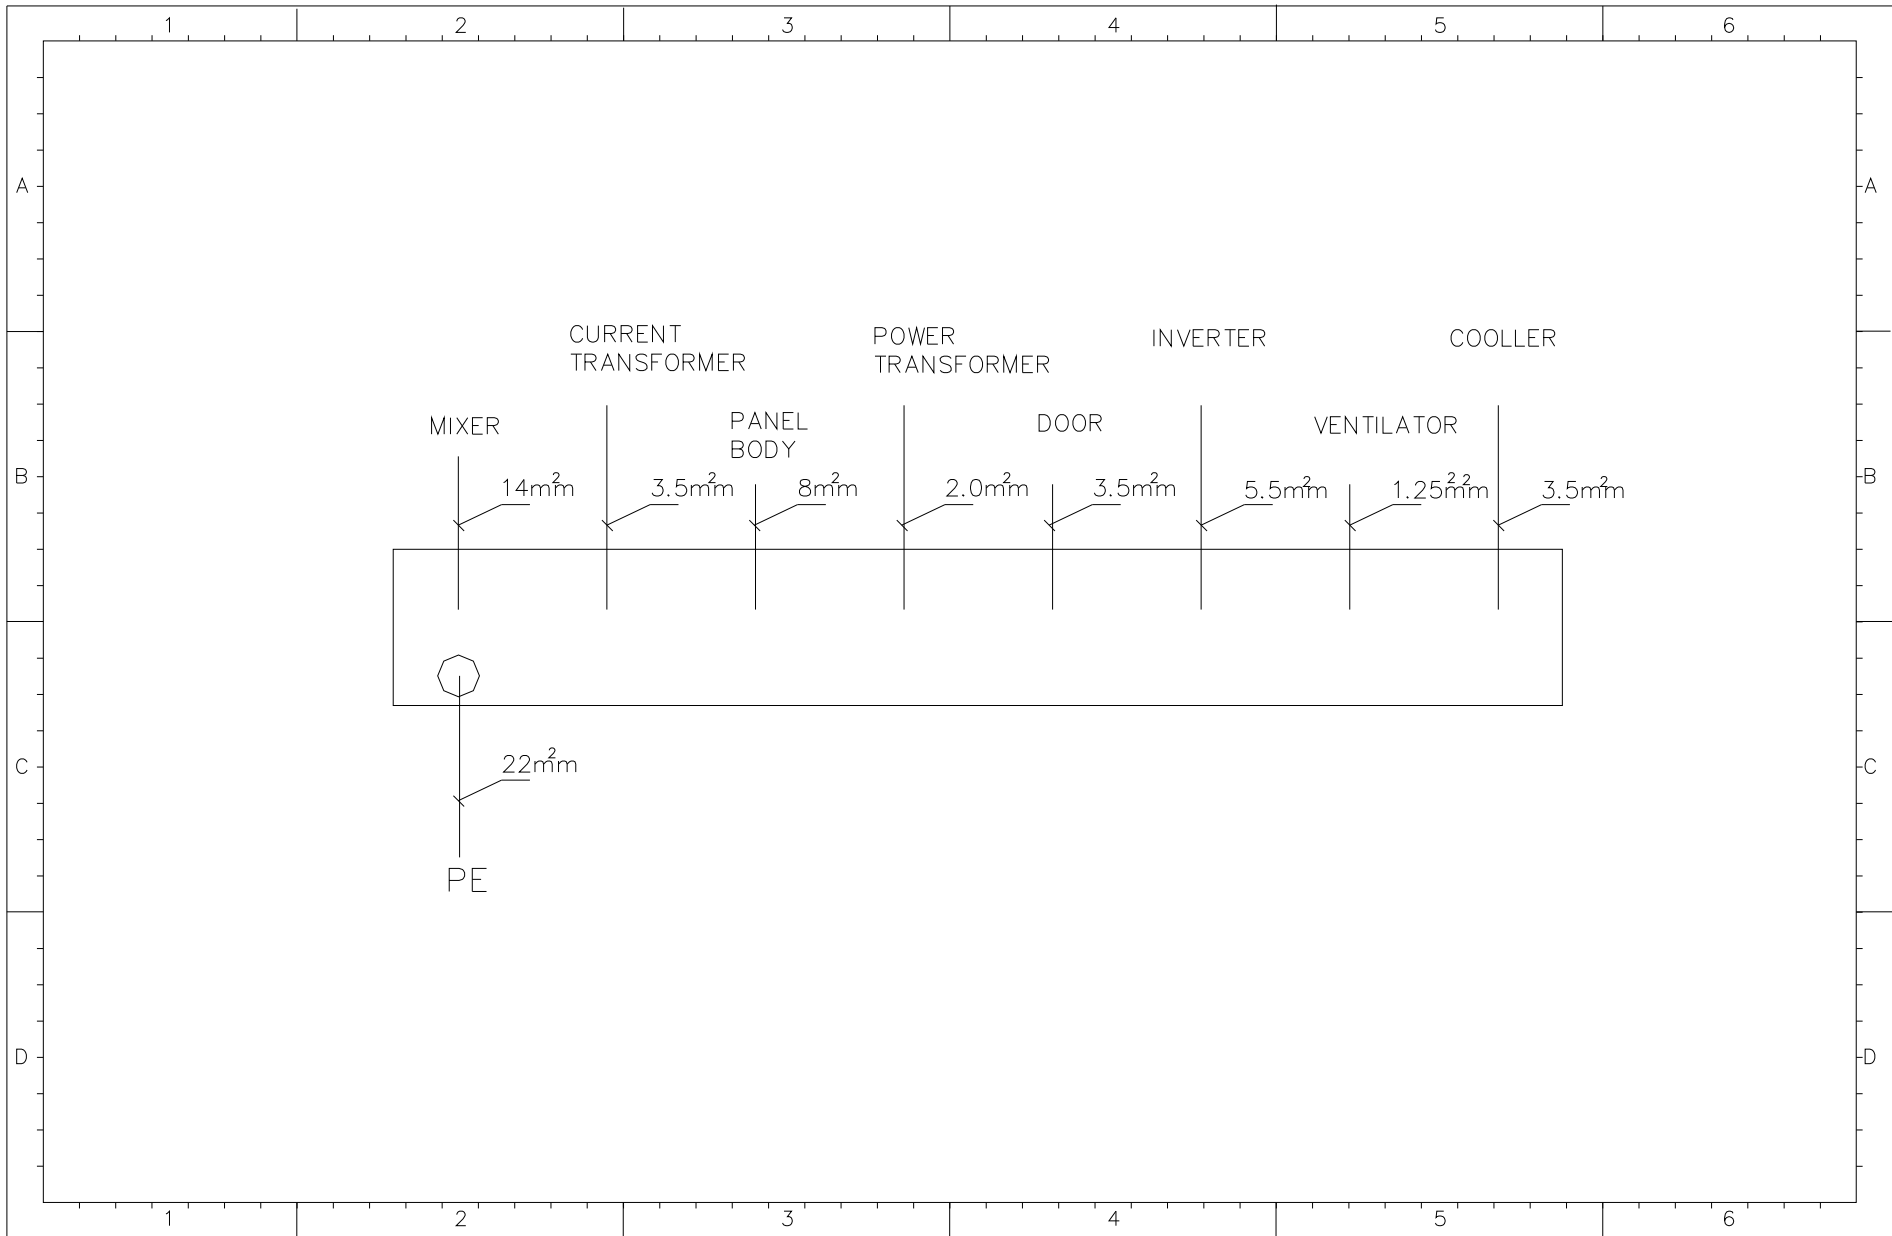 1 2 3 4 5 6
A A
CURRENT
TRANSFORMER
POWER
TRANSFORMER
INVERTER
COOLLER
MIXER
PANEL
BODY
DOOR
VENTILATOR
B B
14mm²
3.5mm²
8mm²
2.0mm²
3.5mm²
5.5mm²
1.25mm²·²
3.5mm²
C C
22mm²
PE
D D
1 2 3 4 5 6